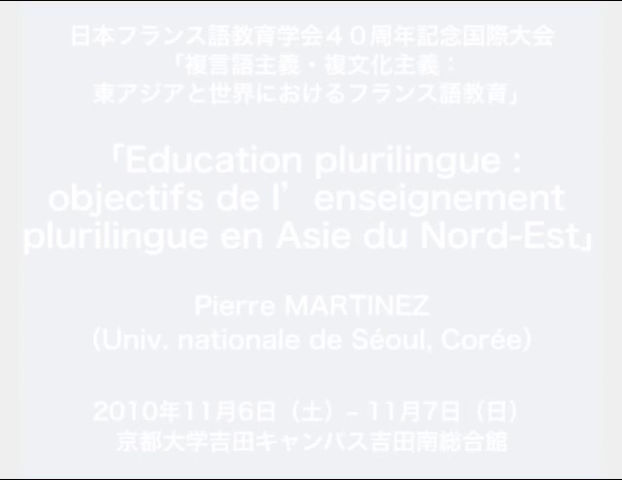 日本フランス語教育学会４０周年記念国際大会
「複言語主義・複文化主義：
東アジアと世界におけるフランス語教育」
「Education plurilingue :
objectifs de l’enseignement
plurilingue en Asie du Nord-Est」
Pierre MARTINEZ
（Univ. nationale de Séoul, Corée）
2010年11月6日（土）– 11月7日（日）
京都大学吉田キャンパス吉田南総合館